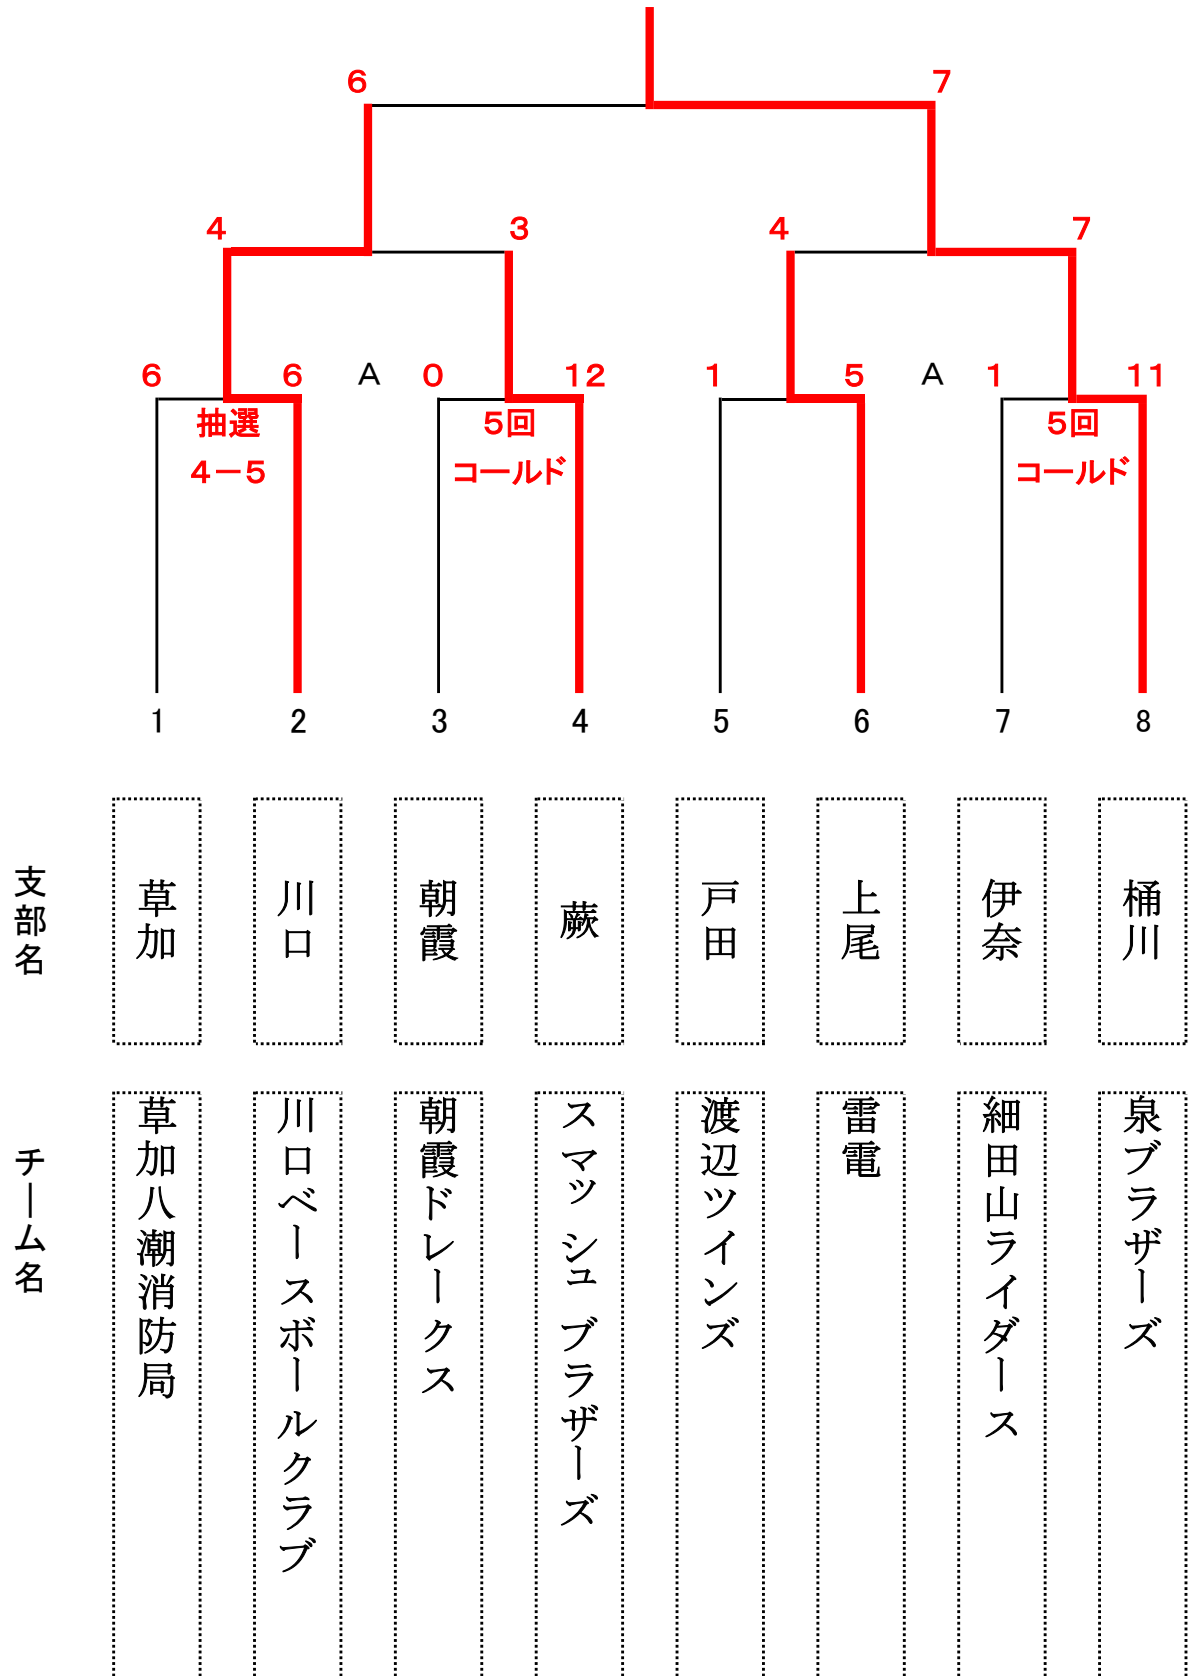 6 7
4 3 4 7
6 6 A 0 12 1 5 A 1 11
抽選 5回 5回
4－5 コールド コールド
1 2 3 4 5 6 7 8
支部名
草加
川口
朝霞
蕨
戸田
上尾
伊奈
桶川
チーム名
草加八潮消防局
川口ベースボールクラブ
朝霞ドレークス
スマッシュブラザーズ
渡辺ツインズ
雷電
細田山ライダース
泉ブラザーズ